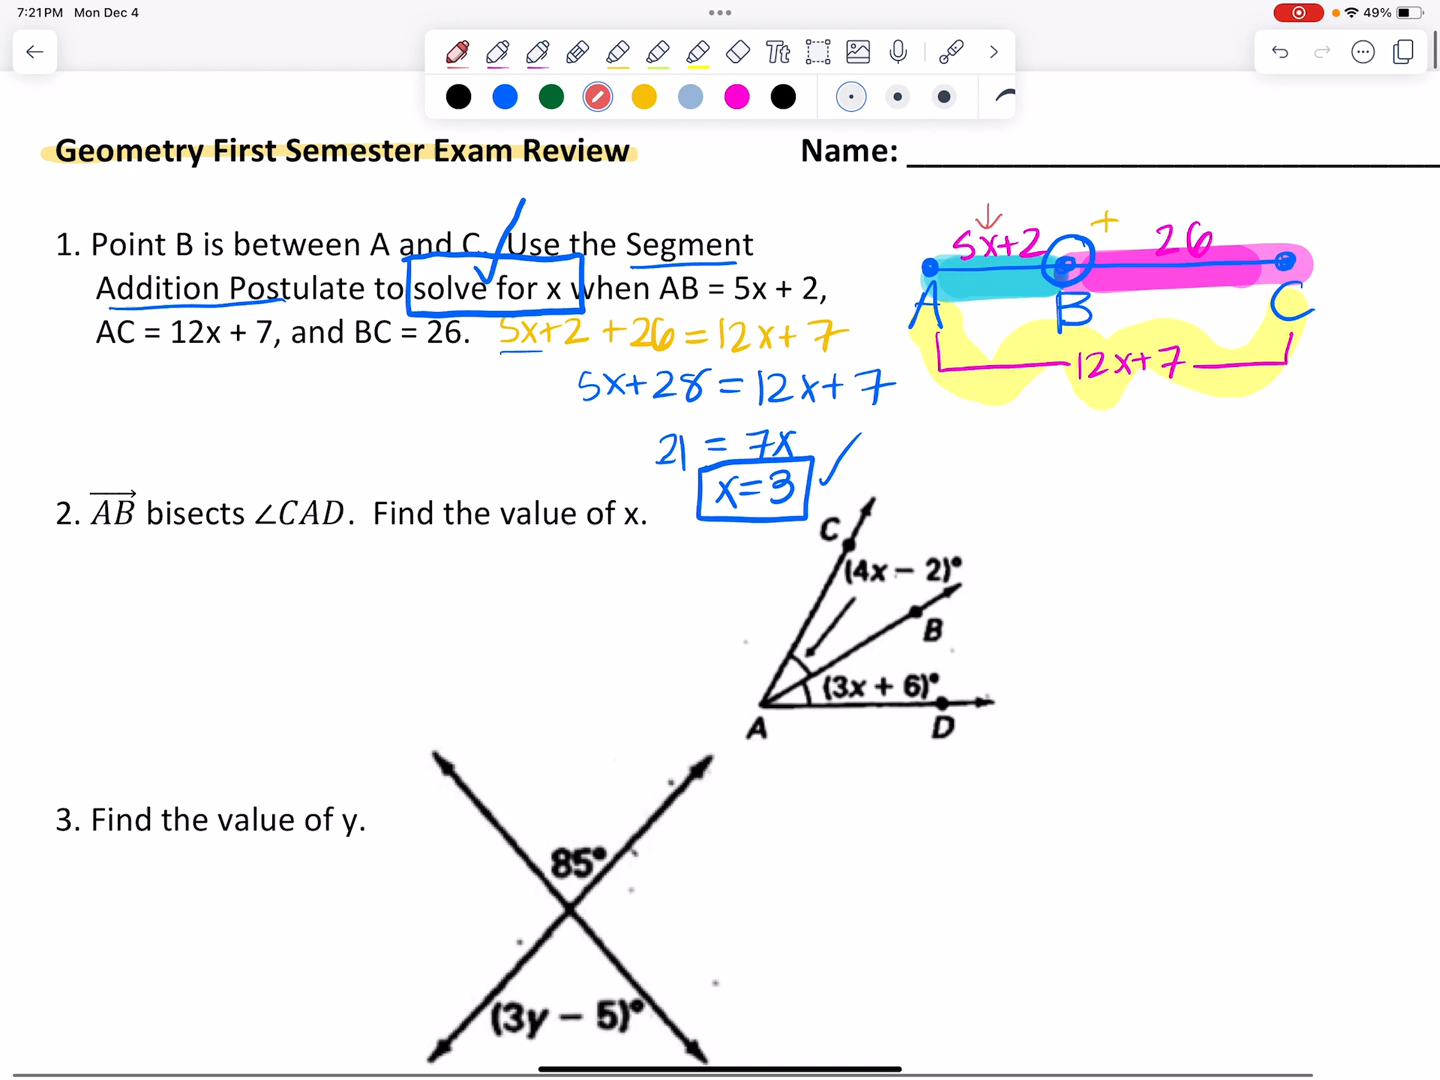 7:21 PM Mon Dec 4
49%
Tt
Geometry First Semester Exam Review
Name:
1. Point B is between A and C. Use the Segment
Addition Postulate to solve for x when AB = 5x + 2,
AC = 12x + 7, and BC = 26.
5x+2 +26=12x+7
5x+28=12x+7
21 = 7x
x=3
5x+2 + 26
A B C
12x+7
2. AB bisects ∠CAD. Find the value of x.
C
(4x − 2)°
B
(3x + 6)°
A D
3. Find the value of y.
85°
(3y − 5)°